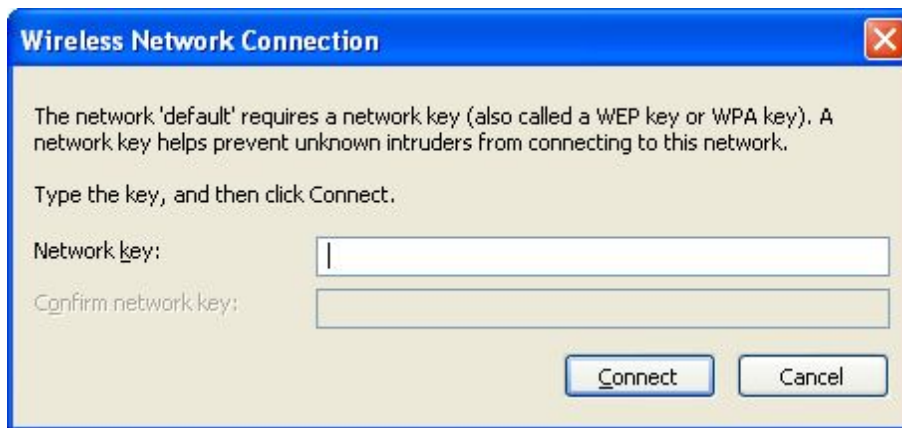 Wireless Network Connection
The network 'default' requires a network key (also called a WEP key or WPA key). A
network key helps prevent unknown intruders from connecting to this network.
Type the key, and then click Connect.
Network key:
Confirm network key:
Connect Cancel